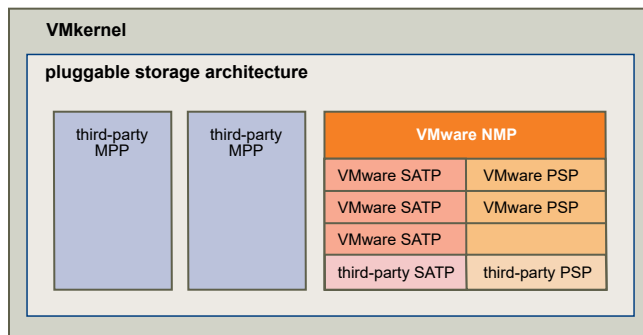 VMkernel
pluggable storage architecture
third-party
MPP
third-party
MPP
VMware NMP
VMware SATP
VMware PSP
VMware SATP
VMware PSP
VMware SATP
third-party SATP
third-party PSP